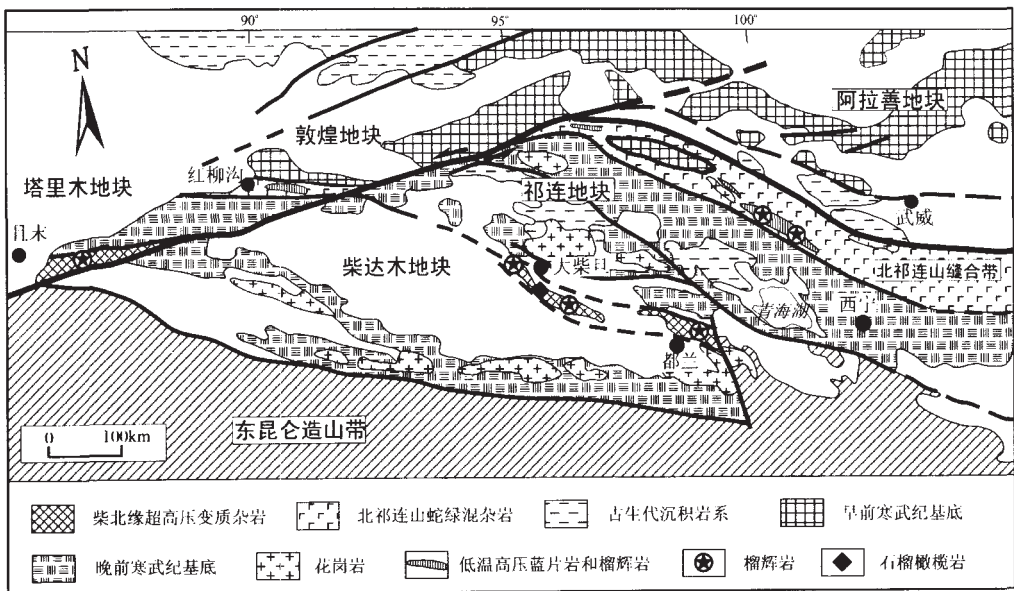 90°
95°
100°
N
阿拉善地块
敦煌地块
红柳沟
塔里木地块
祁连地块
武威
且末
柴达木地块
大柴旦
北祁连山缝合带
青海湖
西宁
都兰
东昆仑造山带
0 100km
柴北缘超高压变质杂岩
北祁连山蛇绿混杂岩
古生代沉积岩系
早前寒武纪基底
晚前寒武纪基底
花岗岩
低温高压蓝片岩和榴辉岩
榴辉岩
石榴橄榄岩